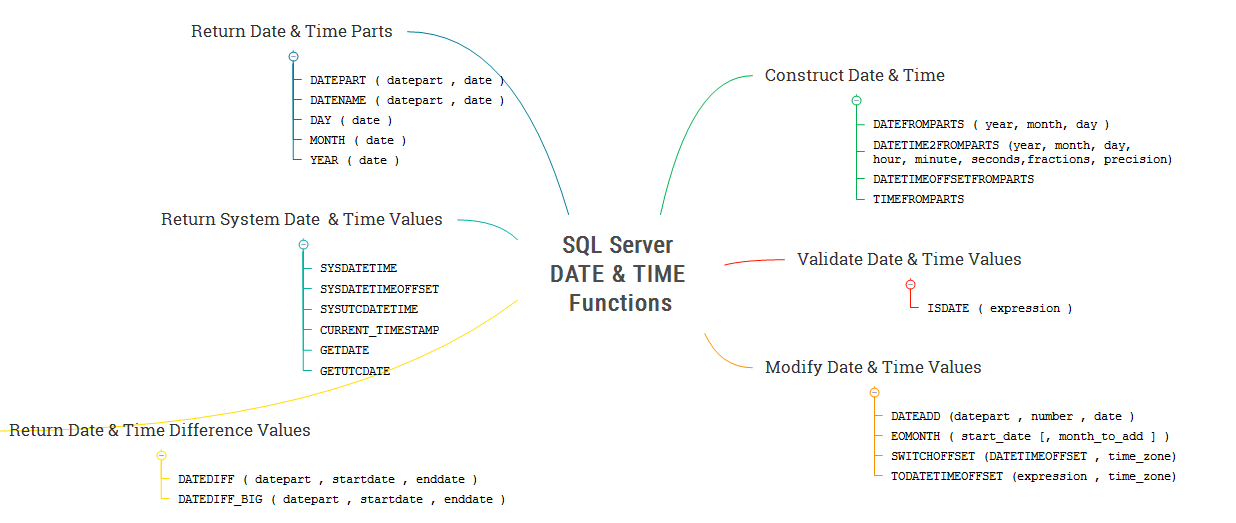 Return Date & Time Parts
DATEPART ( datepart , date )
DATENAME ( datepart , date )
DAY ( date )
MONTH ( date )
YEAR ( date )
Return System Date & Time Values
SYSDATETIME
SYSDATETIMEOFFSET
SYSUTCDATETIME
CURRENT_TIMESTAMP
GETDATE
GETUTCDATE
Return Date & Time Difference Values
DATEDIFF ( datepart , startdate , enddate )
DATEDIFF_BIG ( datepart , startdate , enddate )
SQL Server
DATE & TIME
Functions
Construct Date & Time
DATEFROMPARTS ( year, month, day )
DATETIME2FROMPARTS (year, month, day,
hour, minute, seconds,fractions, precision)
DATETIMEOFFSETFROMPARTS
TIMEFROMPARTS
Validate Date & Time Values
ISDATE ( expression )
Modify Date & Time Values
DATEADD (datepart , number , date )
EOMONTH ( start_date [, month_to_add ] )
SWITCHOFFSET (DATETIMEOFFSET , time_zone)
TODATETIMEOFFSET (expression , time_zone)